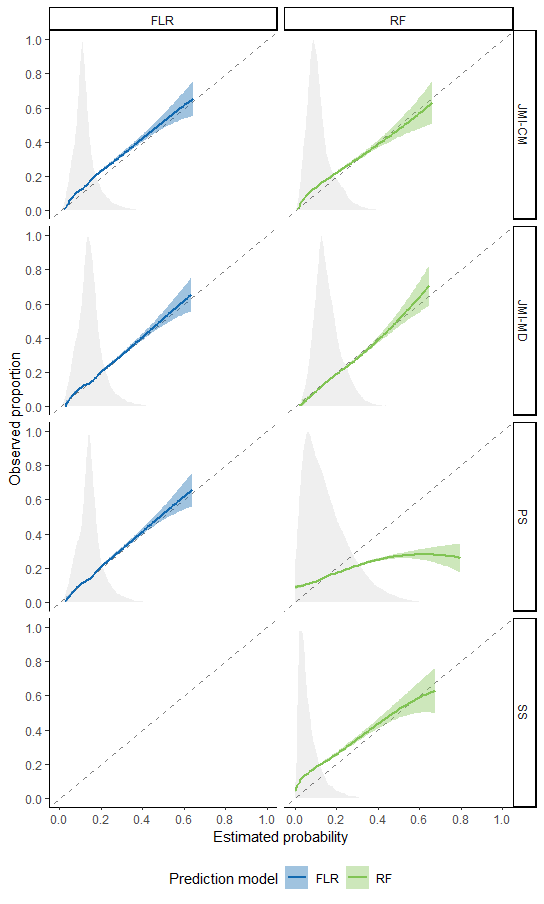 FLR RF
1.0
0.8
0.6
0.4
0.2
0.0
JMI-CM
1.0
0.8
0.6
0.4
0.2
0.0
JMI-MD
Observed proportion
1.0
0.8
0.6
0.4
0.2
0.0
PS
1.0
0.8
0.6
0.4
0.2
0.0
SS
0.0 0.2 0.4 0.6 0.8 1.0 0.0 0.2 0.4 0.6 0.8 1.0
Estimated probability
Prediction model FLR RF